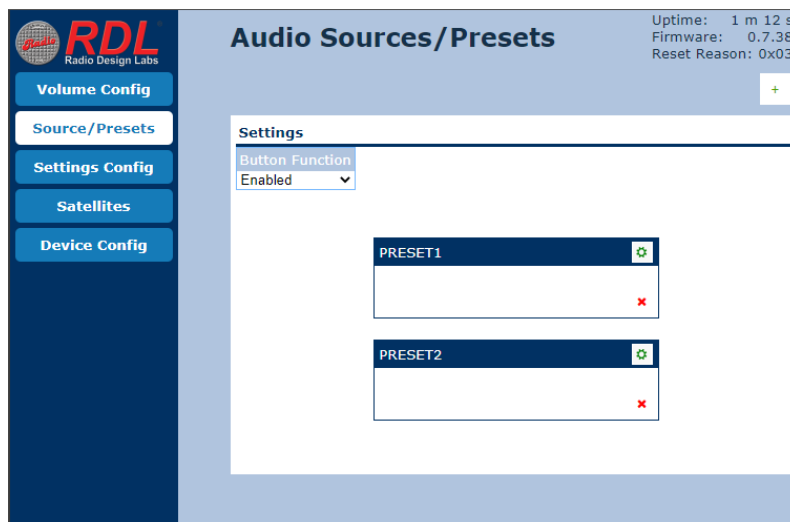 Radio
RDL
Radio Design Labs
Audio Sources/Presets
Uptime: 1 m 12 s
Firmware: 0.7.38
Reset Reason: 0x03
+
Volume Config
Source/Presets
Settings Config
Satellites
Device Config
Settings
Button Function
Enabled
PRESET1
PRESET2